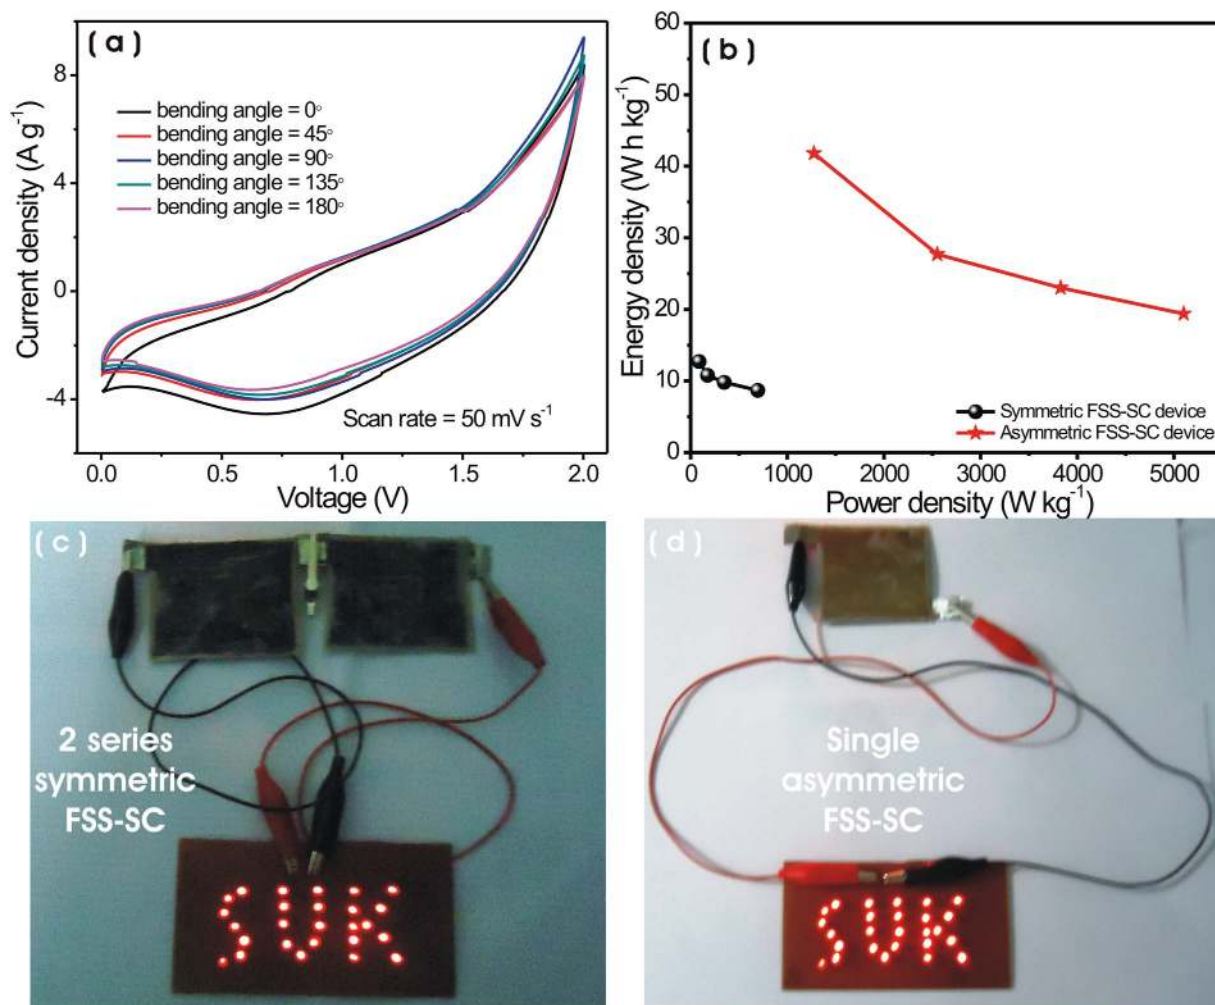 ( a )
8
4
0
-4
Current density (A g⁻¹)
bending angle = 0°
bending angle = 45°
bending angle = 90°
bending angle = 135°
bending angle = 180°
Scan rate = 50 mV s⁻¹
0.0 0.5 1.0 1.5 2.0
Voltage (V)
( b )
60
50
40
30
20
10
0
Energy density (W h kg⁻¹)
Symmetric FSS-SC device
Asymmetric FSS-SC device
0 1000 2000 3000 4000 5000
Power density (W kg⁻¹)
( c )
2 series
symmetric
FSS-SC
SUK
( d )
Single
asymmetric
FSS-SC
SUK